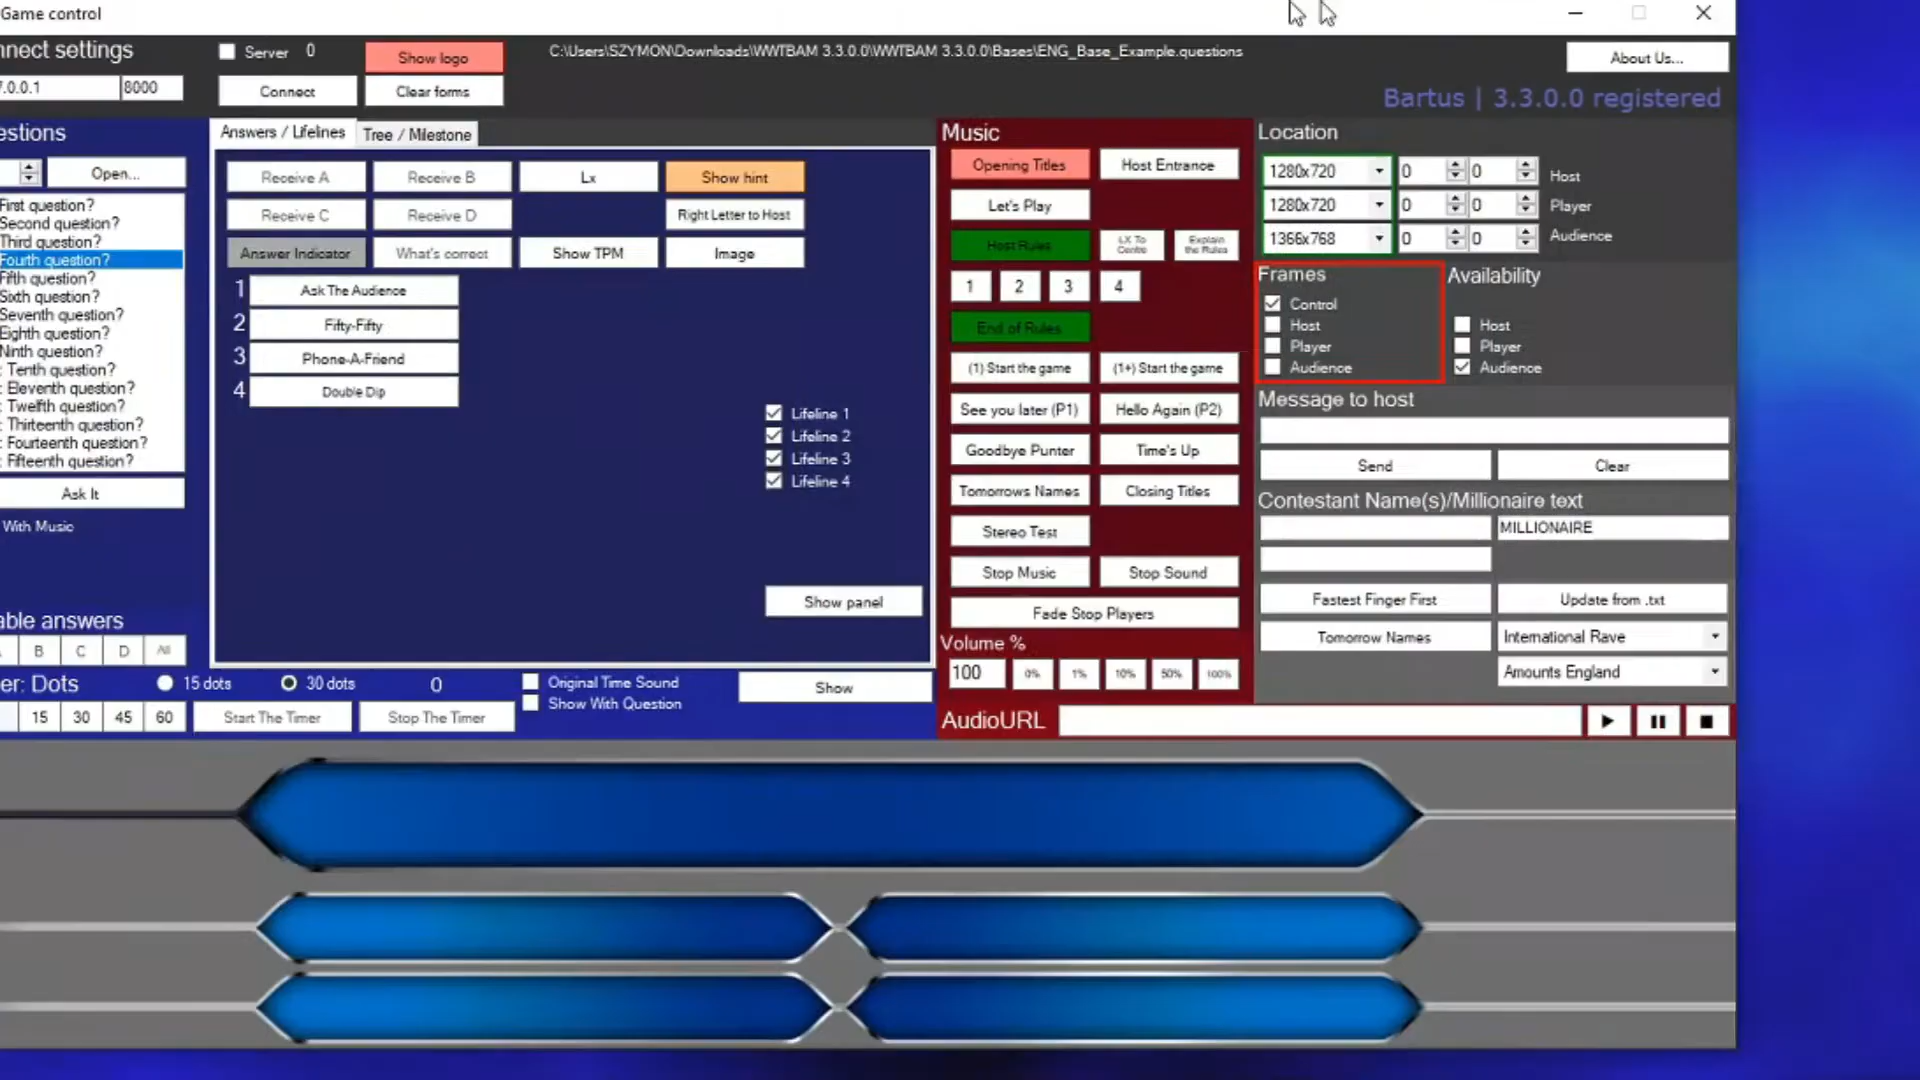 Game control
nnect settings
Server 0
Show logo
C:\Users\SZYMON\Downloads\WWTBAM 3.3.0.0\WWTBAM 3.3.0.0\Bases\ENG_Base_Example.questions
About Us...
7.0.0.1
8000
Connect
Clear forms
Bartus | 3.3.0.0 registered
estions
Open...
First question?
Second question?
Third question?
Fourth question?
Fifth question?
Sixth question?
Seventh question?
Eighth question?
Ninth question?
: Tenth question?
: Eleventh question?
: Twelfth question?
: Thirteenth question?
: Fourteenth question?
: Fifteenth question?
Ask It
With Music
able answers
B
C
D
All
er: Dots
15 dots
30 dots
0
15
30
45
60
Start The Timer
Stop The Timer
Answers / Lifelines
Tree / Milestone
Receive A
Receive B
Lx
Show hint
Receive C
Receive D
Right Letter to Host
Answer Indicator
What's correct
Show TPM
Image
1 Ask The Audience
2 Fifty-Fifty
3 Phone-A-Friend
4 Double Dip
Lifeline 1
Lifeline 2
Lifeline 3
Lifeline 4
Show panel
Original Time Sound
Show With Question
Show
Music
Opening Titles
Host Entrance
Let's Play
Host Rules
LX To Centre
Explain the Rules
1
2
3
4
End of Rules
(1) Start the game
(1+) Start the game
See you later (P1)
Hello Again (P2)
Goodbye Punter
Time's Up
Tomorrows Names
Closing Titles
Stereo Test
Stop Music
Stop Sound
Fade Stop Players
Volume %
100
0%
1%
10%
50%
100%
AudioURL
Location
1280x720 0 0 Host
1280x720 0 0 Player
1366x768 0 0 Audience
Frames
Control
Host
Player
Audience
Availability
Host
Player
Audience
Message to host
Send
Clear
Contestant Name(s)/Millionaire text
MILLIONAIRE
Fastest Finger First
Update from .txt
Tomorrow Names
International Rave
Amounts England